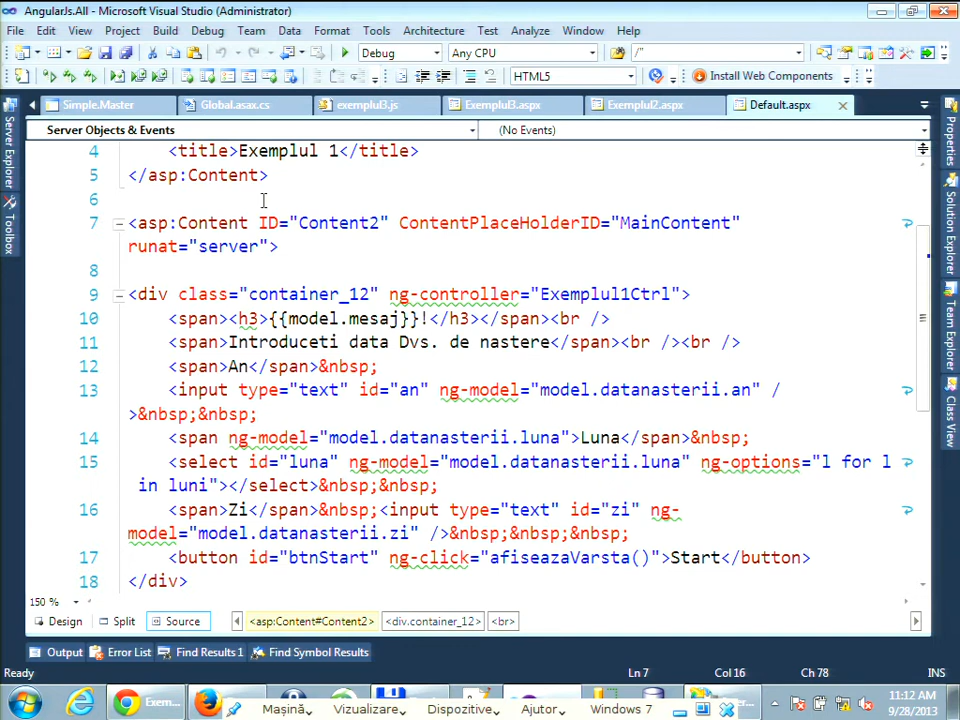 AngularJs.All - Microsoft Visual Studio (Administrator)
File Edit View Project Build Debug Team Data Format Tools Architecture Test Analyze Window Help
Debug Any CPU /"
HTML5 Install Web Components
Simple.Master Global.asax.cs exemplul3.js Exemplul3.aspx Exemplul2.aspx Default.aspx
Server Objects & Events (No Events)
4 <title>Exemplul 1</title>
5 </asp:Content>
6
7 <asp:Content ID="Content2" ContentPlaceHolderID="MainContent"
runat="server">
8
9 <div class="container_12" ng-controller="Exemplul1Ctrl">
10 <span><h3>{{model.mesaj}}!</h3></span><br />
11 <span>Introduceti data Dvs. de nastere</span><br /><br />
12 <span>An</span>&nbsp;
13 <input type="text" id="an" ng-model="model.datanasterii.an" /
>&nbsp;&nbsp;
14 <span ng-model="model.datanasterii.luna">Luna</span>&nbsp;
15 <select id="luna" ng-model="model.datanasterii.luna" ng-options="l for l
in luni"></select>&nbsp;&nbsp;
16 <span>Zi</span>&nbsp;<input type="text" id="zi" ng-
model="model.datanasterii.zi" />&nbsp;&nbsp;&nbsp;
17 <button id="btnStart" ng-click="afiseazaVarsta()">Start</button>
18 </div>
Server Explorer
Toolbox
Properties
Solution Explorer
Team Explorer
Class View
150 %
Design Split Source <asp:Content#Content2> <div.container_12> <br>
Output Error List Find Results 1 Find Symbol Results
Ready Ln 7 Col 16 Ch 78 INS
Exem...
Mașină Vizualizare Dispozitive Ajutor Windows 7
11:12 AM
9/28/2013